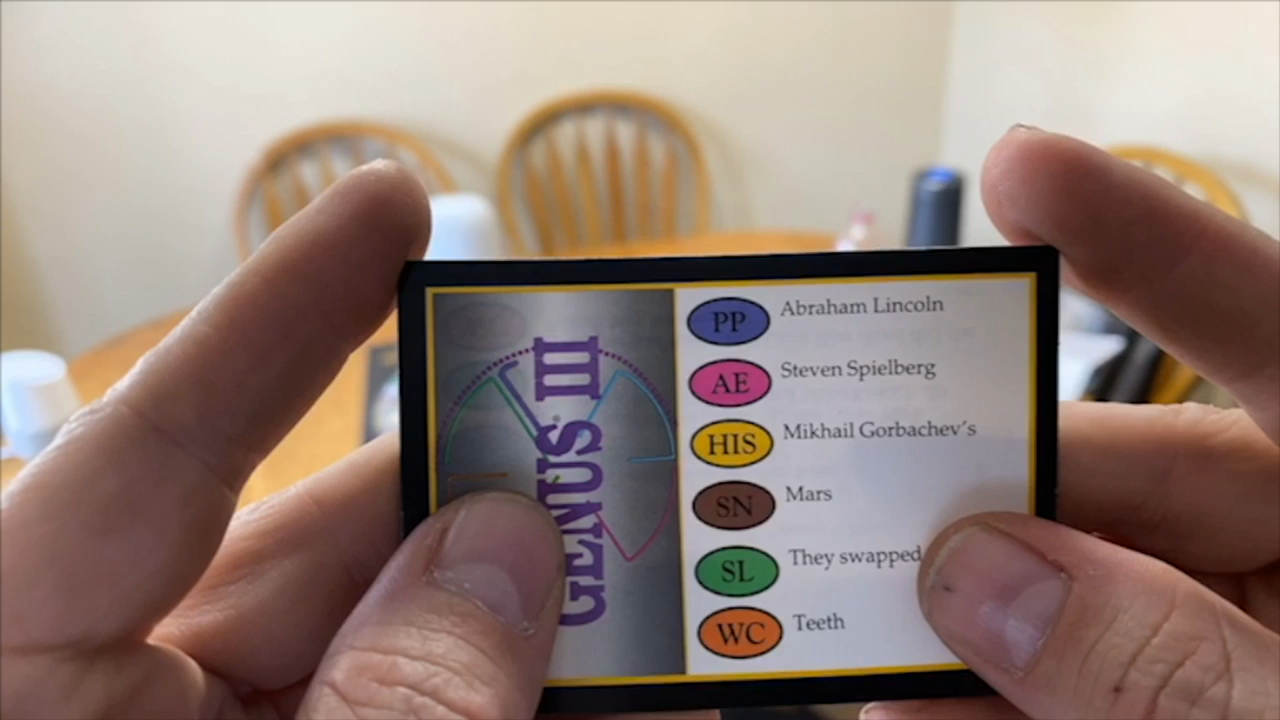 GENUS III
PP Abraham Lincoln
AE Steven Spielberg
HIS Mikhail Gorbachev's
SN Mars
SL They swapped
WC Teeth